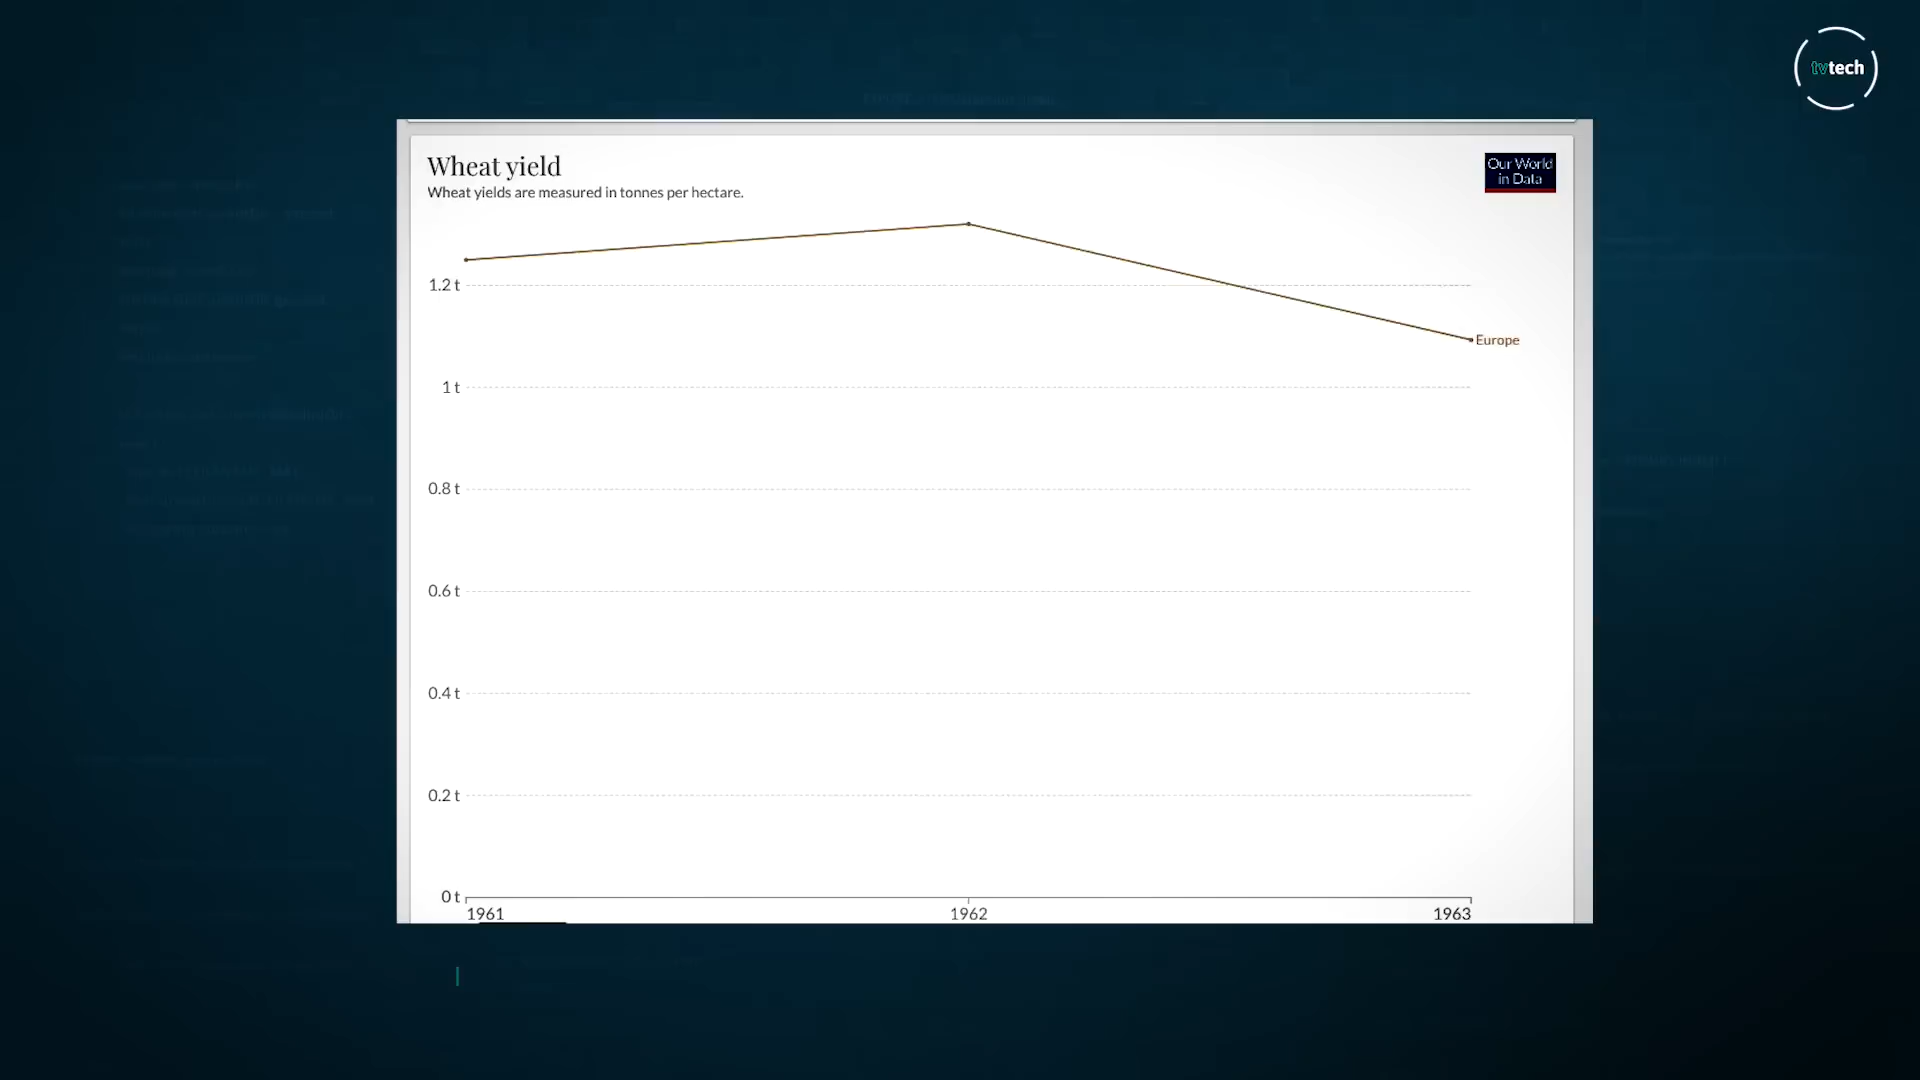 tvtech
Wheat yield
Wheat yields are measured in tonnes per hectare.
Our World
in Data
1.2 t
Europe
1 t
0.8 t
0.6 t
0.4 t
0.2 t
0 t
1961
1962
1963